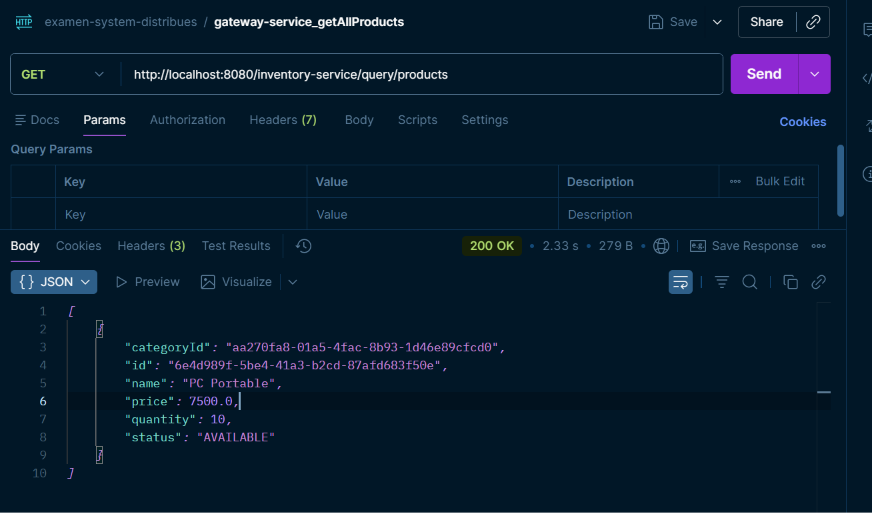 HTTP examen-system-distribues / gateway-service_getAllProducts Save Share
GET http://localhost:8080/inventory-service/query/products Send
Docs Params Authorization Headers (7) Body Scripts Settings Cookies
Query Params
Key Value Description Bulk Edit
Key Value Description
Body Cookies Headers (3) Test Results 200 OK • 2.33 s • 279 B • e.g. Save Response
{} JSON Preview Visualize
1 [
2 {
3 "categoryId": "aa270fa8-01a5-4fac-8b93-1d46e89cfcd0",
4 "id": "6e4d989f-5be4-41a3-b2cd-87afd683f50e",
5 "name": "PC Portable",
6 "price": 7500.0,
7 "quantity": 10,
8 "status": "AVAILABLE"
9 }
10 ]